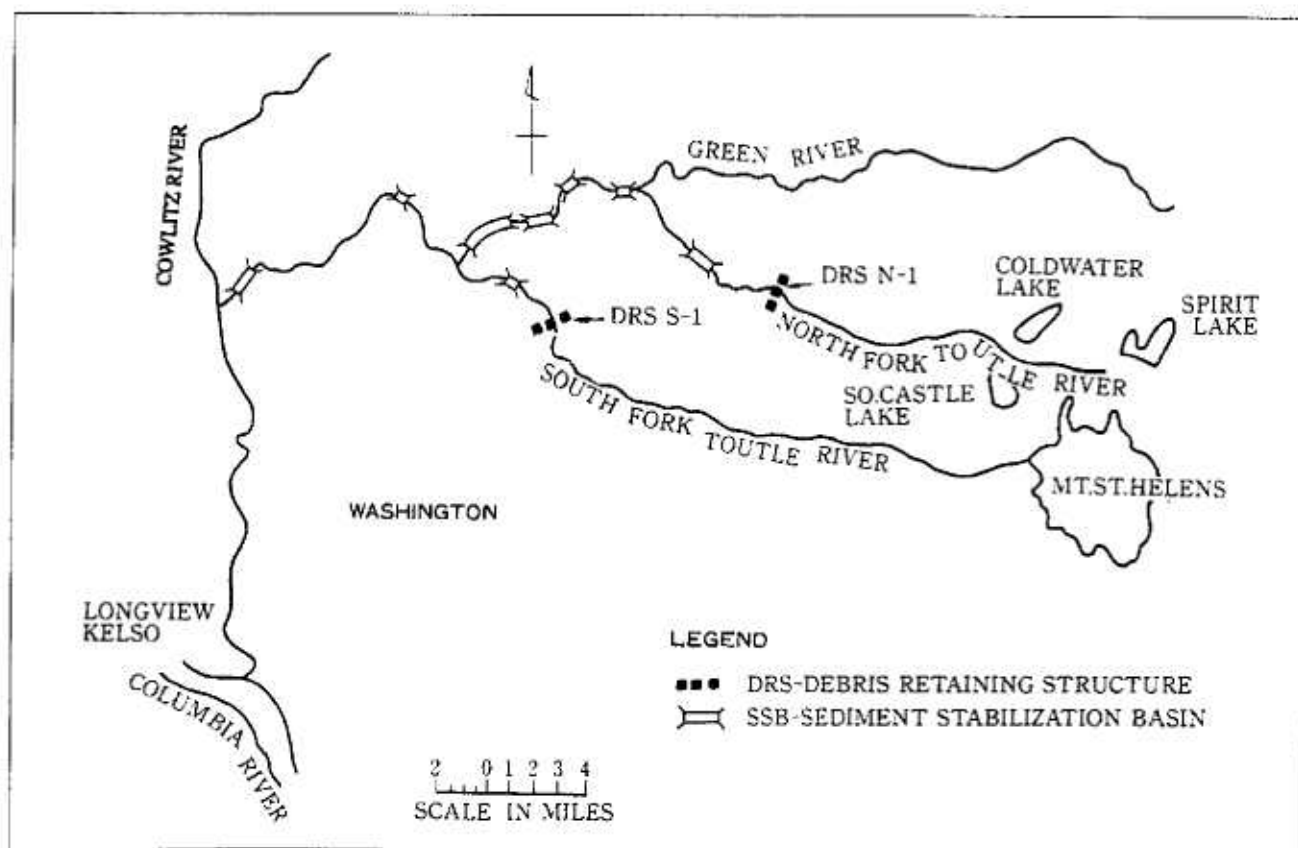 COWLITZ RIVER
GREEN RIVER
DRS N-1
COLDWATER
LAKE
SPIRIT
LAKE
DRS S-1
NORTH FORK TOUT-LE RIVER
SO.CASTLE
LAKE
SOUTH FORK TOUTLE RIVER
MT.ST.HELENS
WASHINGTON
LONGVIEW
KELSO
COLUMBIA RIVER
LEGEND
DRS-DEBRIS RETAINING STRUCTURE
SSB-SEDIMENT STABILIZATION BASIN
2 0 1 2 3 4
SCALE IN MILES